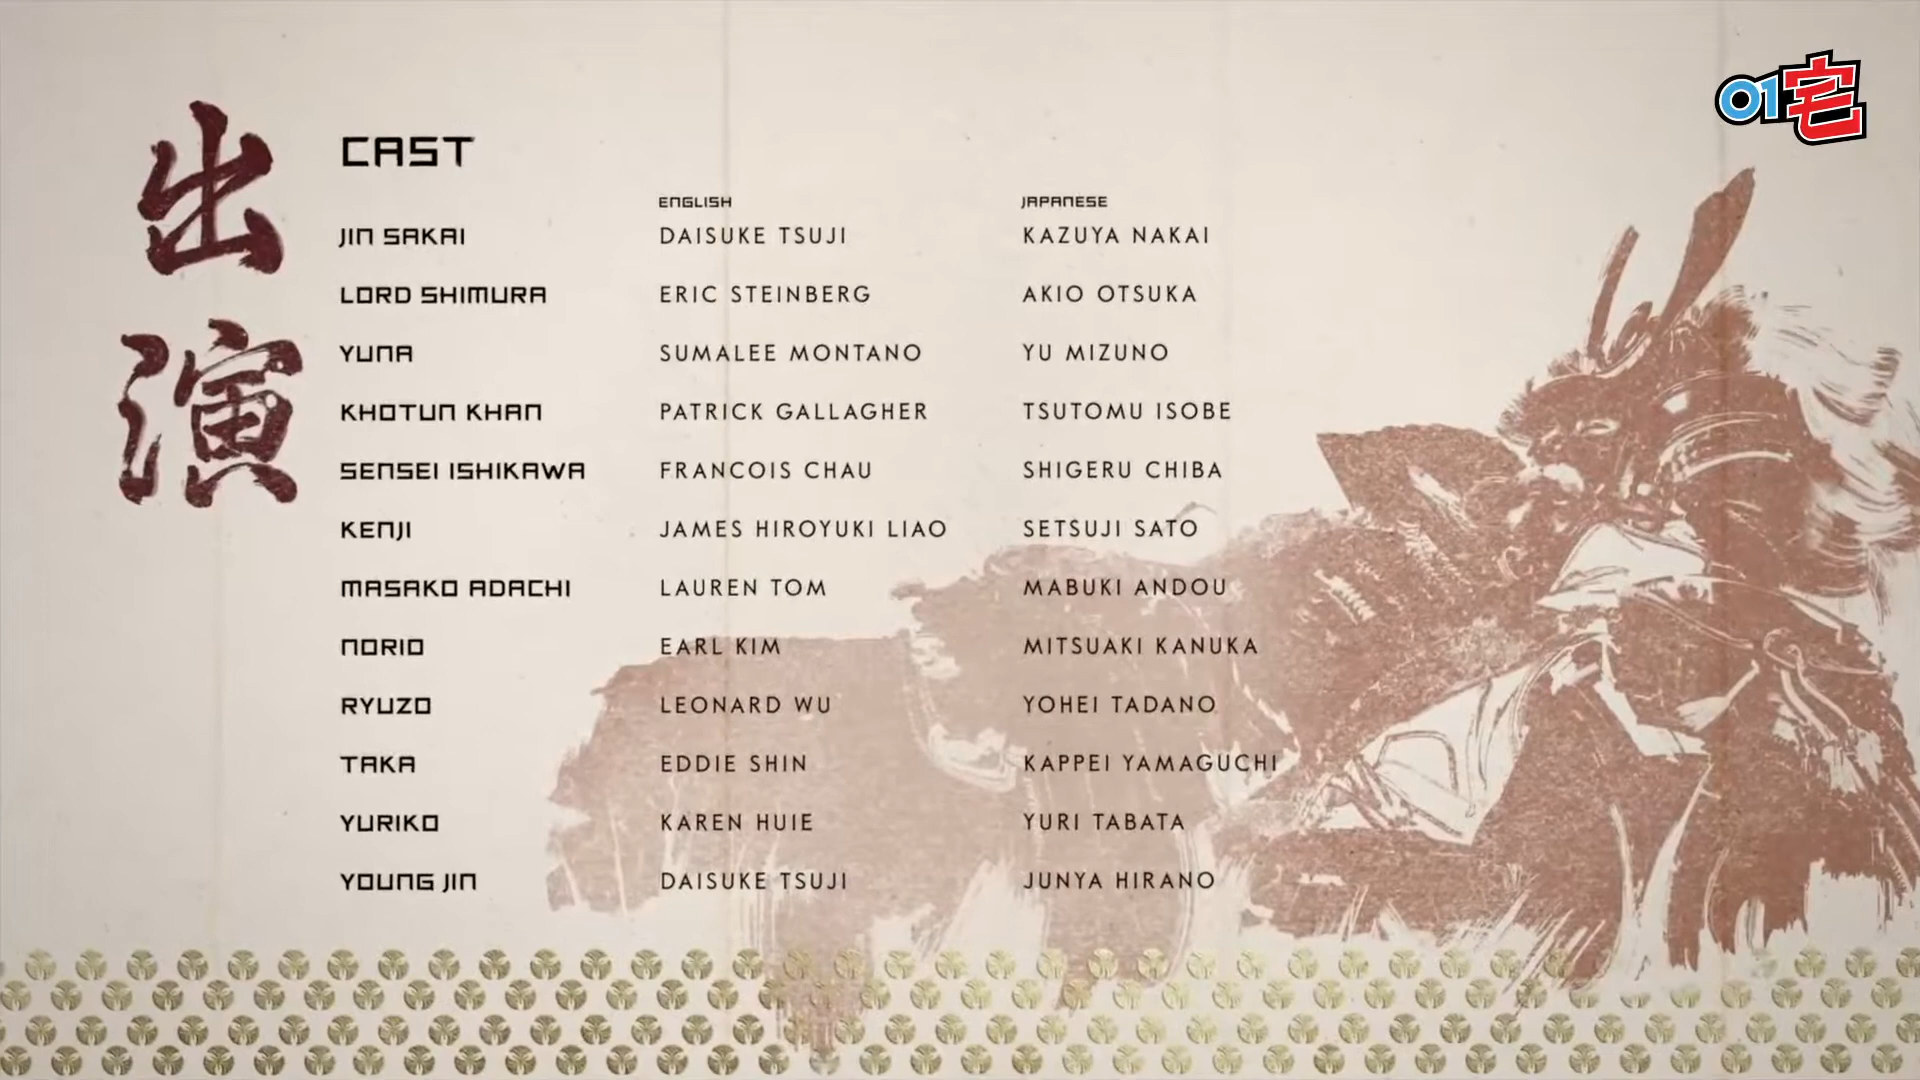 01宅
出演
CAST
ENGLISH JAPANESE
JIN SAKAI DAISUKE TSUJI KAZUYA NAKAI
LORD SHIMURA ERIC STEINBERG AKIO OTSUKA
YUNA SUMALEE MONTANO YU MIZUNO
KHOTUN KHAN PATRICK GALLAGHER TSUTOMU ISOBE
SENSEI ISHIKAWA FRANCOIS CHAU SHIGERU CHIBA
KENJI JAMES HIROYUKI LIAO SETSUJI SATO
MASAKO ADACHI LAUREN TOM MABUKI ANDOU
NORIO EARL KIM MITSUAKI KANUKA
RYUZO LEONARD WU YOHEI TADANO
TAKA EDDIE SHIN KAPPEI YAMAGUCHI
YURIKO KAREN HUIE YURI TABATA
YOUNG JIN DAISUKE TSUJI JUNYA HIRANO